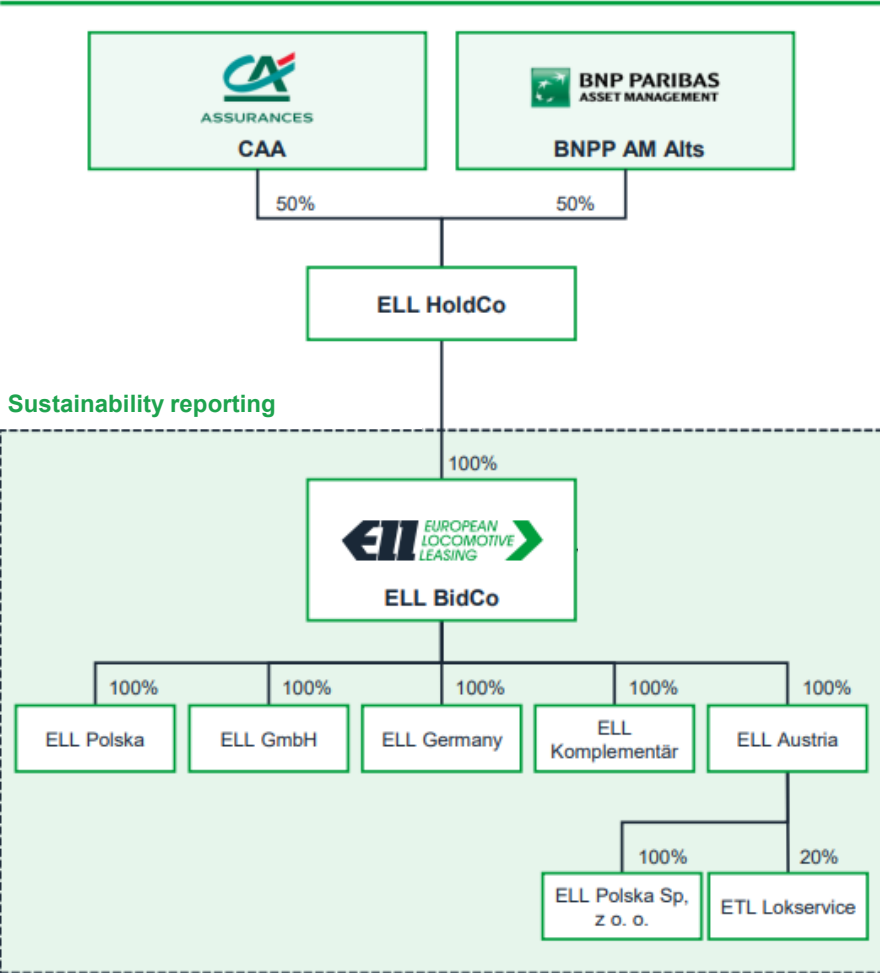 CA
ASSURANCES
CAA
BNP PARIBAS
ASSET MANAGEMENT
BNPP AM Alts
50%
50%
ELL HoldCo
Sustainability reporting
100%
Ell EUROPEAN
LOCOMOTIVE
LEASING
ELL BidCo
100%
100%
100%
100%
100%
ELL Polska
ELL GmbH
ELL Germany
ELL
Komplementär
ELL Austria
100%
20%
ELL Polska Sp,
z o. o.
ETL Lokservice